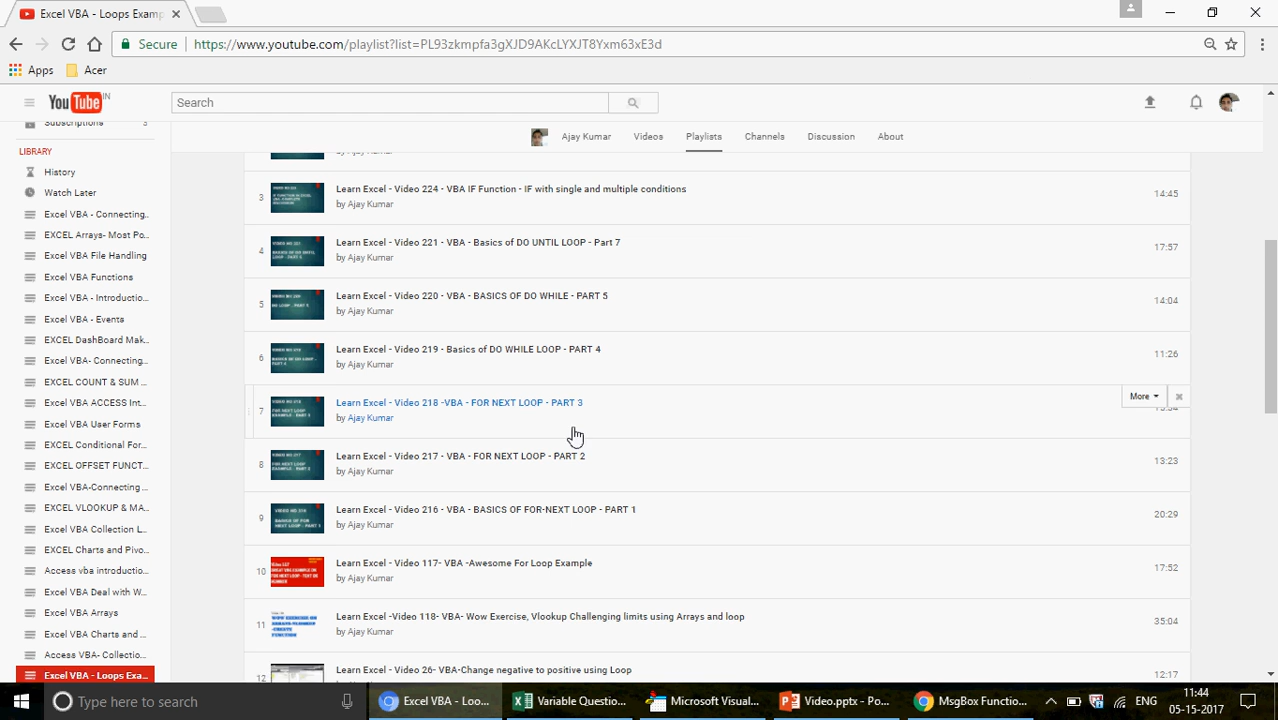 Excel VBA - Loops Examp
Secure
https://www.youtube.com/playlist?list=PL93zkmpfa3gXJD9AKcLYXJT8Yxm63xE3d
Apps
Acer
YouTube IN
Search
Subscriptions
Ajay Kumar
Videos
Playlists
Channels
Discussion
About
LIBRARY
History
Watch Later
Excel VBA - Connecting..
EXCEL Arrays- Most Po...
Excel VBA File Handling
Excel VBA Functions
Excel VBA - Introductio...
Excel VBA - Events
EXCEL DashBoard Mak...
Excel VBA- Connecting...
EXCEL COUNT & SUM ...
Excel VBA ACCESS Int...
Excel VBA User Forms
EXCEL Conditional For...
EXCEL OFFSET FUNCT...
Excel VBA-Connecting ...
EXCEL VLOOKUP & MA...
Excel VBA Collection L...
EXCEL Charts and Pivo...
Access vba introductio...
Excel VBA Deal with W...
Excel VBA Arrays
Excel VBA Charts and ...
Access VBA- Collectio...
Excel VBA - Loops Exa...
by Ajay Kumar
3
Learn Excel - Video 224 - VBA IF Function - IF with single and multiple conditions
by Ajay Kumar
14:45
4
Learn Excel - Video 221 - VBA - Basics of DO UNTIL LOOP - Part 7
by Ajay Kumar
5
Learn Excel - Video 220 - VBA - BASICS OF DO WHILE - PART 5
by Ajay Kumar
14:04
6
Learn Excel - Video 219 - Basics of DO WHILE LOOP - PART 4
by Ajay Kumar
11:26
7
Learn Excel - Video 218 -VBA - FOR NEXT LOOP - PART 3
by Ajay Kumar
More
8
Learn Excel - Video 217 - VBA - FOR NEXT LOOP - PART 2
by Ajay Kumar
13:23
9
Learn Excel - Video 216 - VBA - BASICS OF FOR-NEXT LOOP - PART 1
by Ajay Kumar
20:29
10
Learn Excel - Video 117- VBA -Awesome For Loop Example
by Ajay Kumar
17:32
11
Learn Excel -Video 118- VBA- Wow Exercise, Vlookup Challenging limits using Arrays and loop
by Ajay Kumar
33:04
12
Learn Excel - Video 26- VBA-Change negative to positive using Loop
12:17
Type here to search
Excel VBA - Loo...
Variable Questio...
Microsoft Visual...
Video.pptx - Po...
MsgBox Functio...
ENG
11:44
05-15-2017